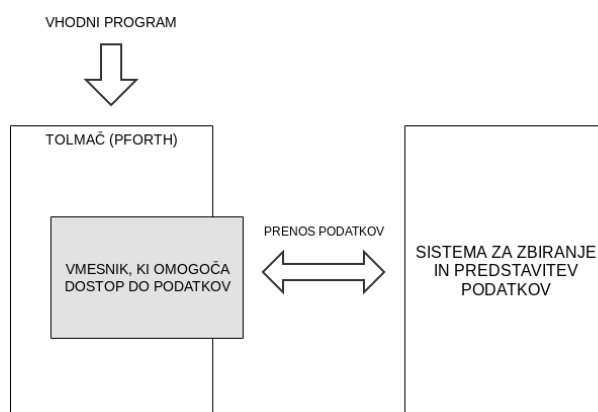 VHODNI PROGRAM
TOLMAČ (PFORTH)
VMESNIK, KI OMOGOČA
DOSTOP DO PODATKOV
PRENOS PODATKOV
SISTEMA ZA ZBIRANJE
IN PREDSTAVITEV
PODATKOV